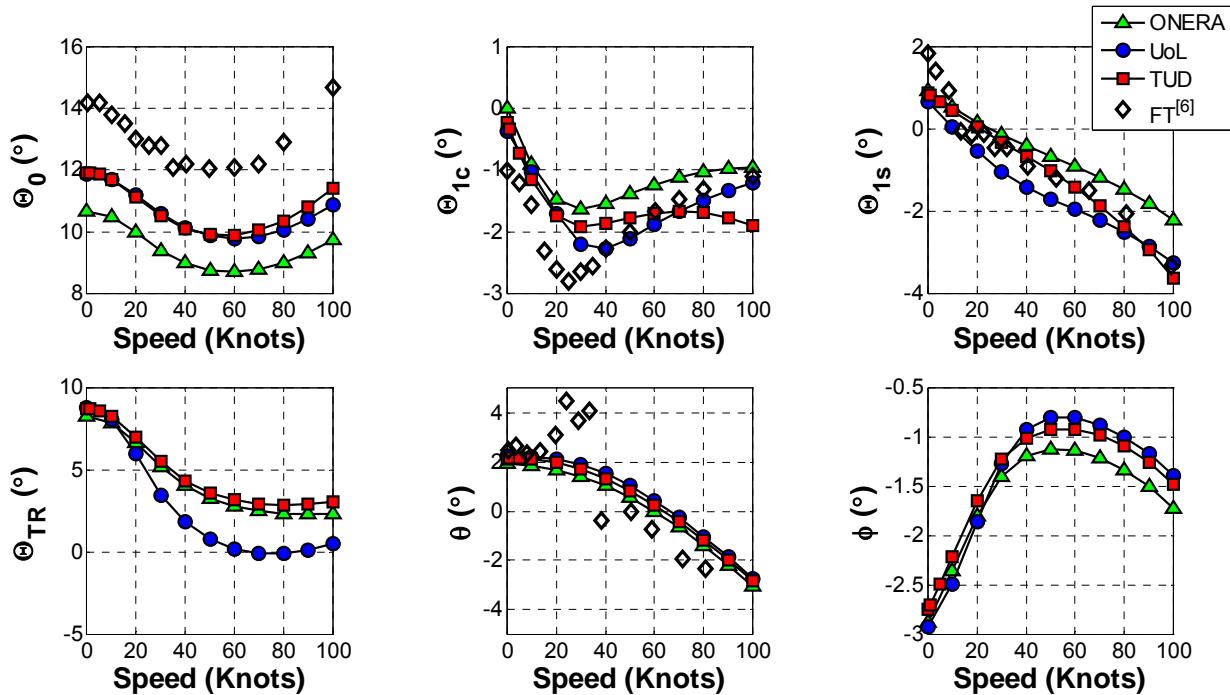 ONERA
UoL
TUD
FT[6]
16
14
12
10
8
Θ0 (°)
0 20 40 60 80 100
Speed (Knots)
1
0
-1
-2
-3
Θ1c (°)
0 20 40 60 80 100
Speed (Knots)
2
0
-2
-4
Θ1s (°)
0 20 40 60 80 100
Speed (Knots)
10
5
0
-5
ΘTR (°)
0 20 40 60 80 100
Speed (Knots)
4
2
0
-2
-4
θ (°)
0 20 40 60 80 100
Speed (Knots)
-0.5
-1
-1.5
-2
-2.5
-3
ϕ (°)
0 20 40 60 80 100
Speed (Knots)